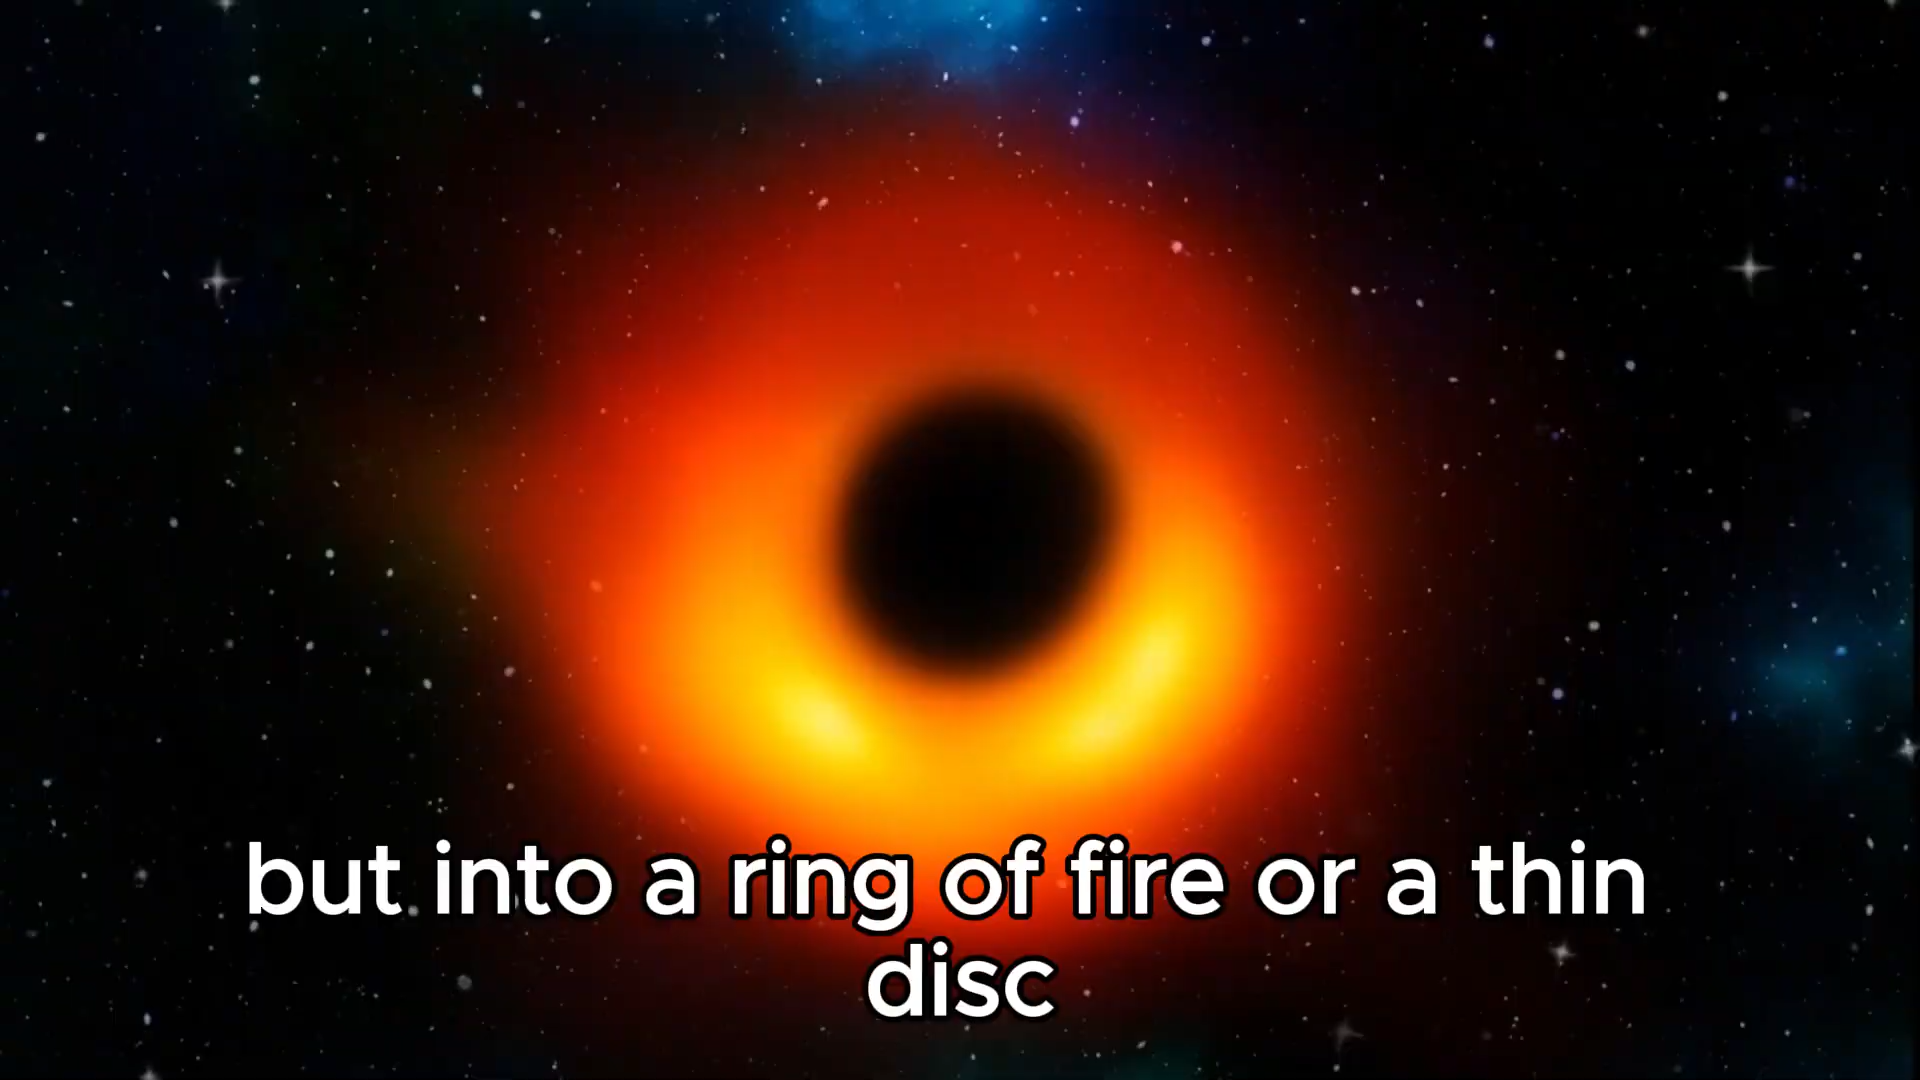 but into a ring of fire or a thin
disc